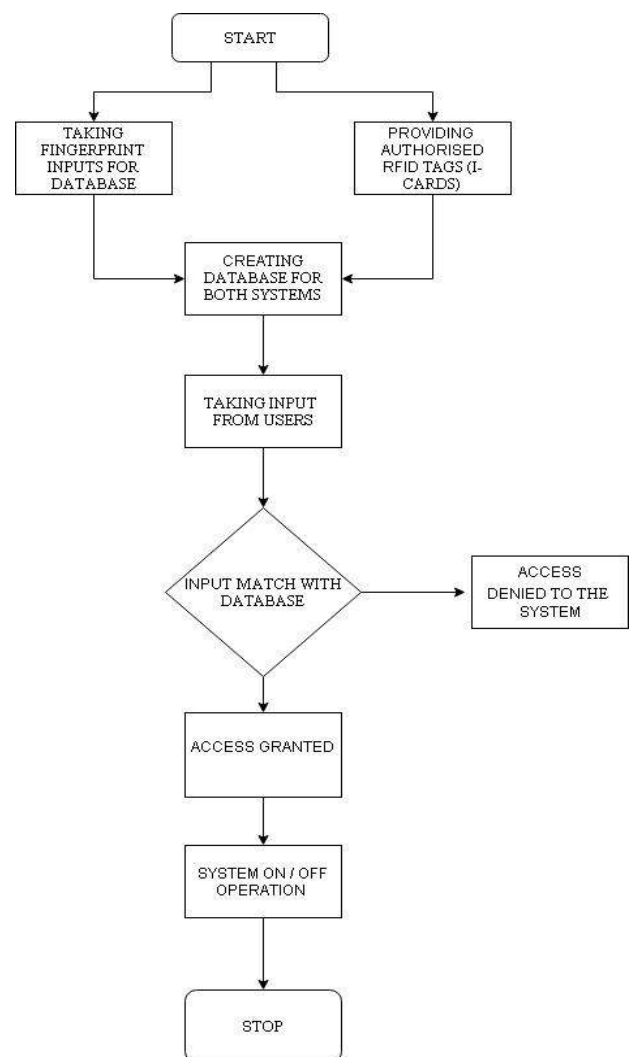 START
TAKING
FINGERPRINT
INPUTS FOR
DATABASE
PROVIDING
AUTHORISED
RFID TAGS (I-
CARDS)
CREATING
DATABASE FOR
BOTH SYSTEMS
TAKING INPUT
FROM USERS
INPUT MATCH WITH
DATABASE
ACCESS
DENIED TO THE
SYSTEM
ACCESS GRANTED
SYSTEM ON / OFF
OPERATION
STOP